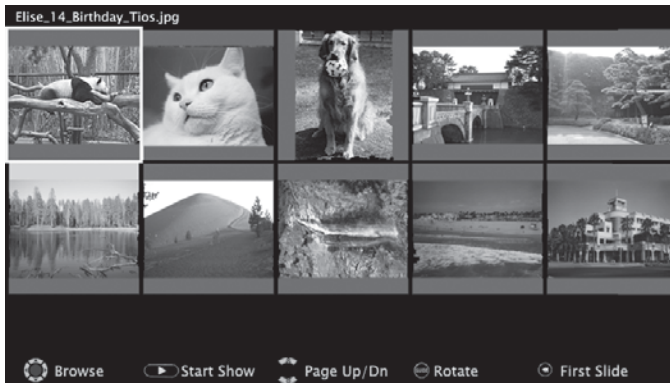 Elise_14_Birthday_Tios.jpg
Browse Start Show Page Up/Dn Rotate First Slide